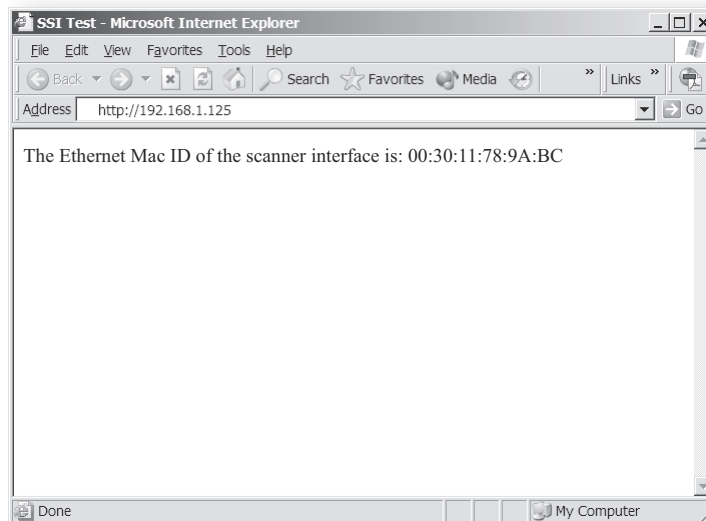 SSI Test - Microsoft Internet Explorer
File Edit View Favorites Tools Help
Back Search Favorites Media » Links »
Address http://192.168.1.125 Go
The Ethernet Mac ID of the scanner interface is: 00:30:11:78:9A:BC
Done My Computer